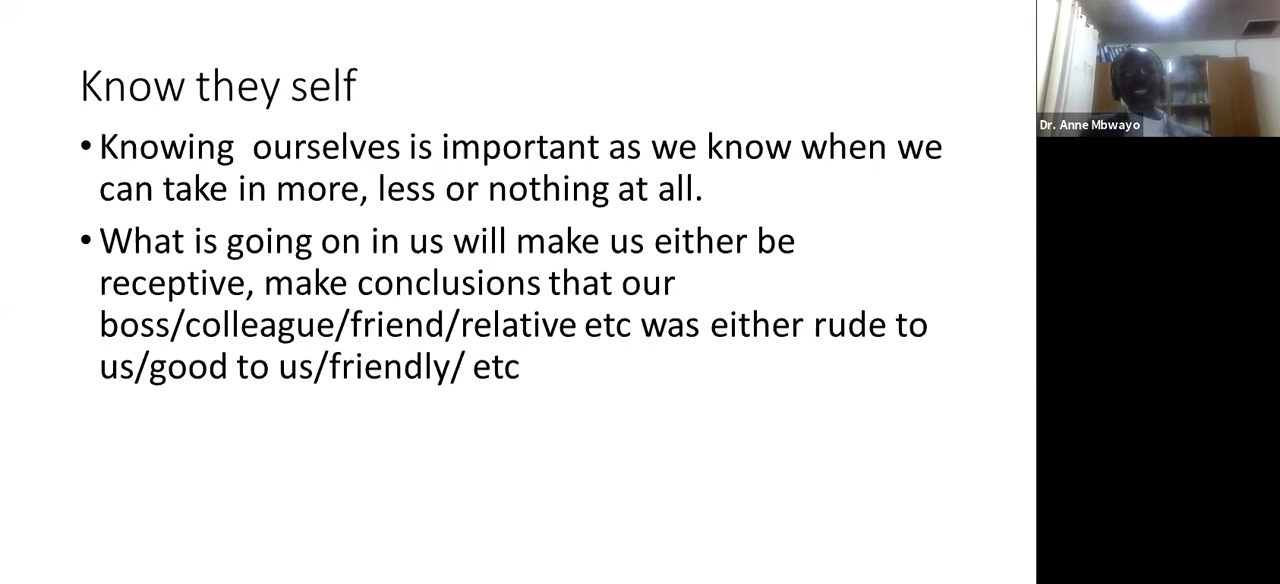 Know they self
• Knowing  ourselves is important as we know when we
can take in more, less or nothing at all.
• What is going on in us will make us either be
receptive, make conclusions that our
boss/colleague/friend/relative etc was either rude to
us/good to us/friendly/ etc
Dr. Anne Mbwayo